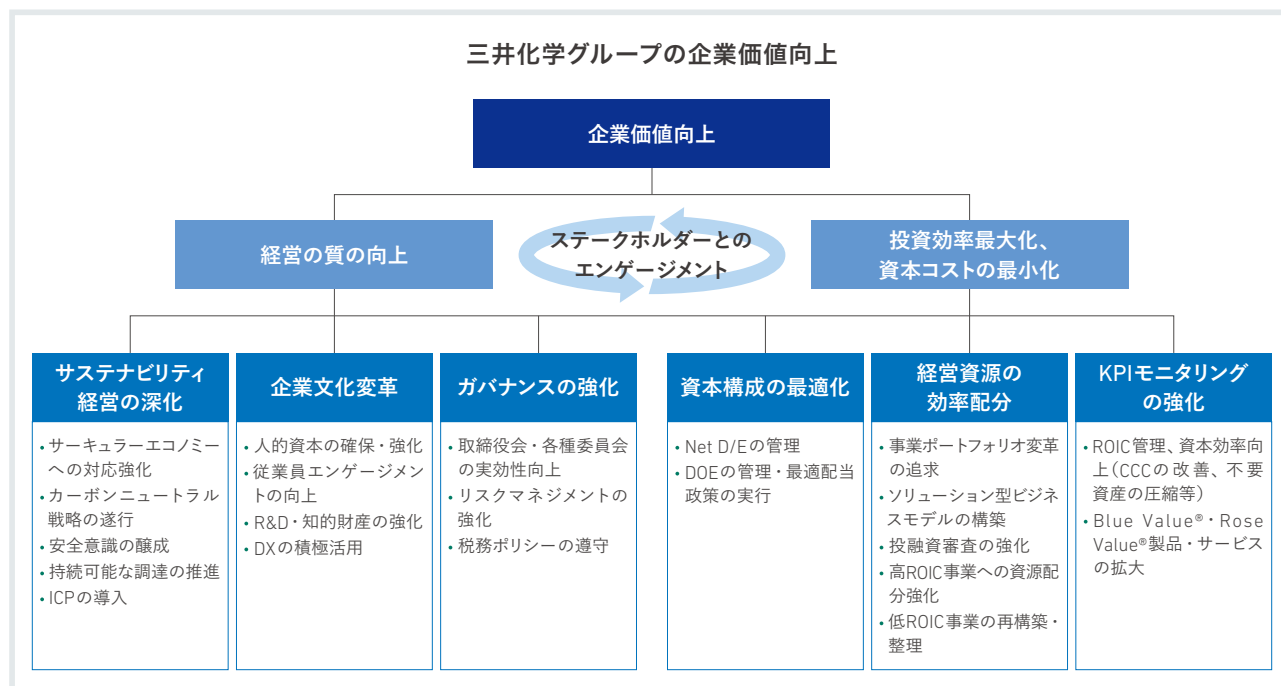 三井化学グループの企業価値向上
企業価値向上
経営の質の向上
ステークホルダーとの
エンゲージメント
投資効率最大化、
資本コストの最小化
サステナビリティ
経営の深化
・サーキュラーエコノミー
への対応強化
・カーボンニュートラル
戦略の遂行
・安全意識の醸成
・持続可能な調達の推進
・ICPの導入
企業文化変革
・人的資本の確保・強化
・従業員エンゲージメン
トの向上
・R&D・知的財産の強化
・DXの積極活用
ガバナンスの強化
・取締役会・各種委員会
の実効性向上
・リスクマネジメントの
強化
・税務ポリシーの遵守
資本構成の最適化
・Net D/Eの管理
・DOEの管理・最適配当
政策の実行
経営資源の
効率配分
・事業ポートフォリオ変革
の追求
・ソリューション型ビジネ
スモデルの構築
・投融資審査の強化
・高ROIC事業への資源配
分強化
・低ROIC事業の再構築・
整理
KPIモニタリング
の強化
・ROIC管理、資本効率向
上(CCCの改善、不要
資産の圧縮等)
・Blue Value®・Rose
Value®製品・サービス
の拡大